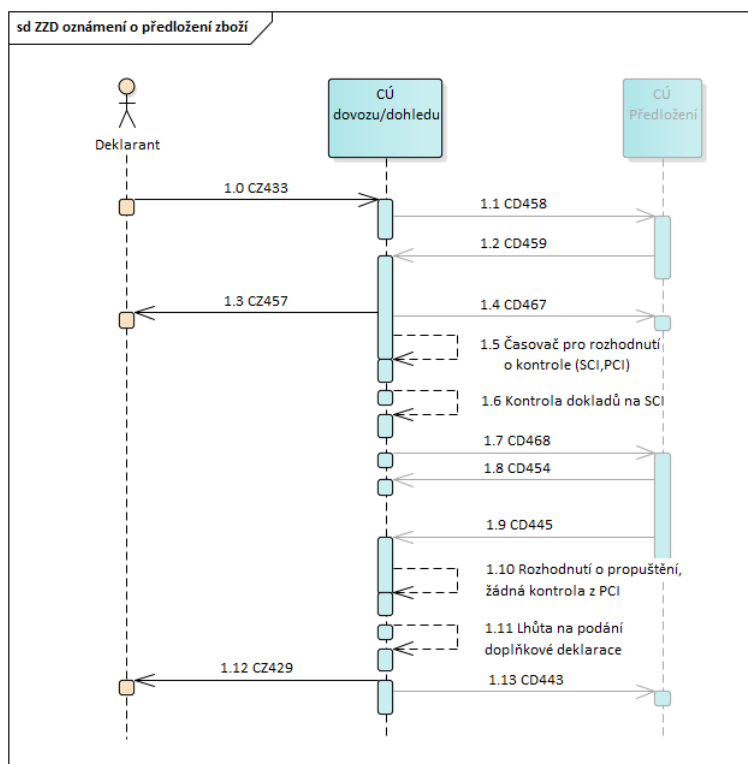 sd ZZD oznámení o předložení zboží
CÚ
dovozu/dohledu
CÚ
Předložení
Deklarant
1.0 CZ433
1.1 CD458
1.2 CD459
1.3 CZ457
1.4 CD467
1.5 Časovač pro rozhodnutí
o kontrole (SCI,PCI)
1.6 Kontrola dokladů na SCI
1.7 CD468
1.8 CD454
1.9 CD445
1.10 Rozhodnutí o propuštění,
žádná kontrola z PCI
1.11 Lhůta na podání
doplňkové deklarace
1.12 CZ429
1.13 CD443